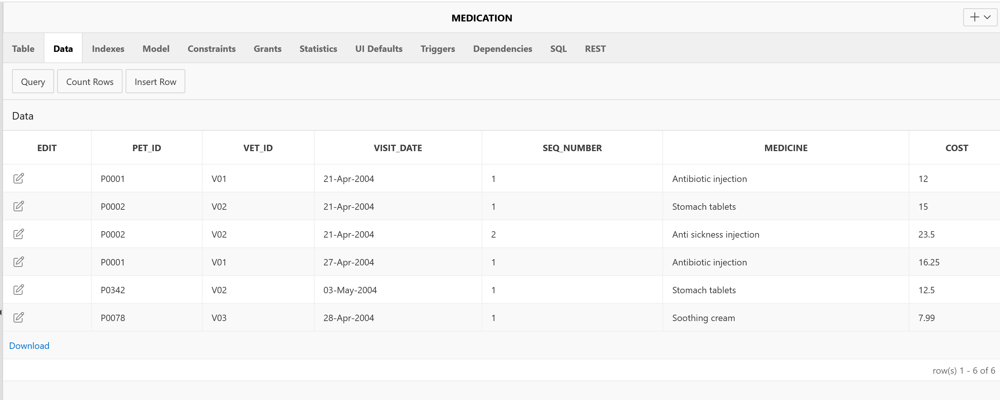 MEDICATION
Table Data Indexes Model Constraints Grants Statistics UI Defaults Triggers Dependencies SQL REST
Query Count Rows Insert Row
Data
EDIT PET_ID VET_ID VISIT_DATE SEQ_NUMBER MEDICINE COST
P0001 V01 21-Apr-2004 1 Antibiotic injection 12
P0002 V02 21-Apr-2004 1 Stomach tablets 15
P0002 V02 21-Apr-2004 2 Anti sickness injection 23.5
P0001 V01 27-Apr-2004 1 Antibiotic injection 16.25
P0342 V02 03-May-2004 1 Stomach tablets 12.5
P0078 V03 28-Apr-2004 1 Soothing cream 7.99
Download
row(s) 1 - 6 of 6